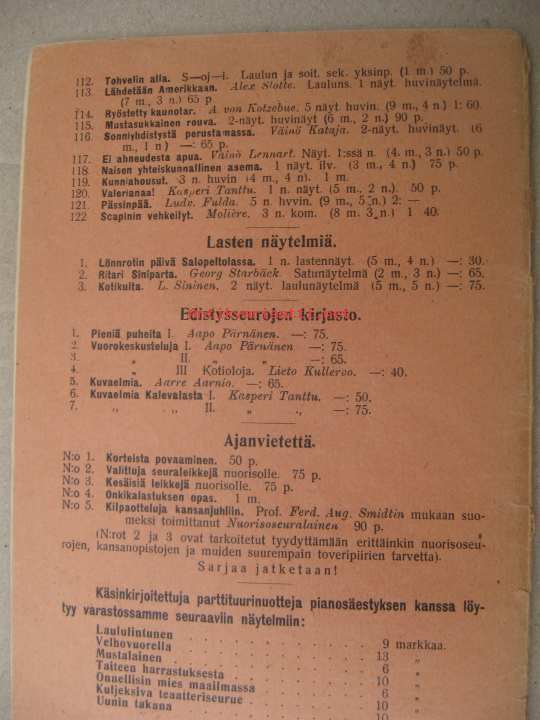 112. Tohvelin alla. S—oj—i. Laulun ja soit. sek. yksinp. (1 m.) 50 p.
113. Lähdetään Amerikkaan. Alex Slotte. Lauluns. 1 näyt. huvinäytelmä. (7 m., 3 n.) 65 p
114. Ryöstetty kaunotar. A. von Kotzebue. 5 näyt. huvin. (9 m., 4 n.) 1: 60.
115. Mustasukkainen rouva. 2-näyt. huvinäyt (6 m., 2 n.) 90 p.
116. Sonniyhdistystä perustamassa. Väinö Kataja. 2-näyt. huvinäyt. (6 m., 1 n) —: 65 p.
117. Ei ahneudesta apua. Väinö Lennart. Näyt. 1:ssä n. (4. m., 3 n.) 50 p.
118. Naisen yhteiskunnallinen asema. 1 näyt. ilv. (3 m., 4 n.) 75 p.
119. Kunniahousut. 3 n. huvin (4 m., 4 n). 1 m.
120. Valerianaa! Kasperi Tanttu. 1 n. näyt. (5 m., 2 n.). 50 p.
121. Pässinpää. Ludv. Fulda. 5 n. hvvin. (9 m., 5 n.) 2: —
122 Scapinin vehkeilyt. Molière. 3 n. kom. (8 m. 3 n.) 1 40.
Lasten näytelmiä.
1. Lönnrotin päivä Salopeltolassa. 1 n. lastennäyt. (5 m., 4 n.) —: 30.
2. Ritari Siniparta. Georg Starbäck. Satunäytelmä (2 m., 3 n.) —: 65.
3. Kotikulta. L. Sininen, 2 näyt. laulunäytelmä (5 m., 5 n.) —: 75.
Edistysseurojen kirjasto.
1. Pieniä puheita I. Aapo Pärnänen. —: 75.
2. Vuorokeskusteluja I. Aapo Pärnänen —: 75.
3. „ II. „ „ —: 65.
4. „ III Kotioloja. Lieto Kullervo. —: 40.
5. Kuvaelmia. Aarre Aarnio. —: 65.
6. Kuvaelmia Kalevalasta I. Kasperi Tanttu. —: 50.
7. „ „ II. „ „ —: 75.
Ajanvietettä.
N:o 1. Korteista povaaminen. 50 p.
N:o 2. Valittuja seuraleikkejä nuorisolle. 75 p.
N:o 3. Kesäisiä leikkejä nuorisolle. 75 p.
N:o 4. Onkikalastuksen opas. 1 m.
N:o 5. Kilpaotteluja kansanjuhliin. Prof. Ferd. Aug. Smidtin mukaan suo-
meksi toimittanut Nuorisoseuralainen 90 p.
(N:rot 2 ja 3 ovat tarkoitetut tyydyttämään erittäinkin nuorisoseu-
rojen, kansanopistojen ja muiden suurempain toveripiirien tarvetta).
Sarjaa jatketaan!
Käsinkirjoitettuja partituurinuotteja pianosäestyksen kanssa löy-
tyy varastossamme seuraaviin näytelmiin:
Laululintunen
Velhovuorella 9 markkaa.
Mustalainen 13 „
Taiteen harrastuksesta 6 „
Onnellisin mies maailmassa 10 „
Kuljeksiva teaatteriseurue 6 „
Uunin takana 10 „